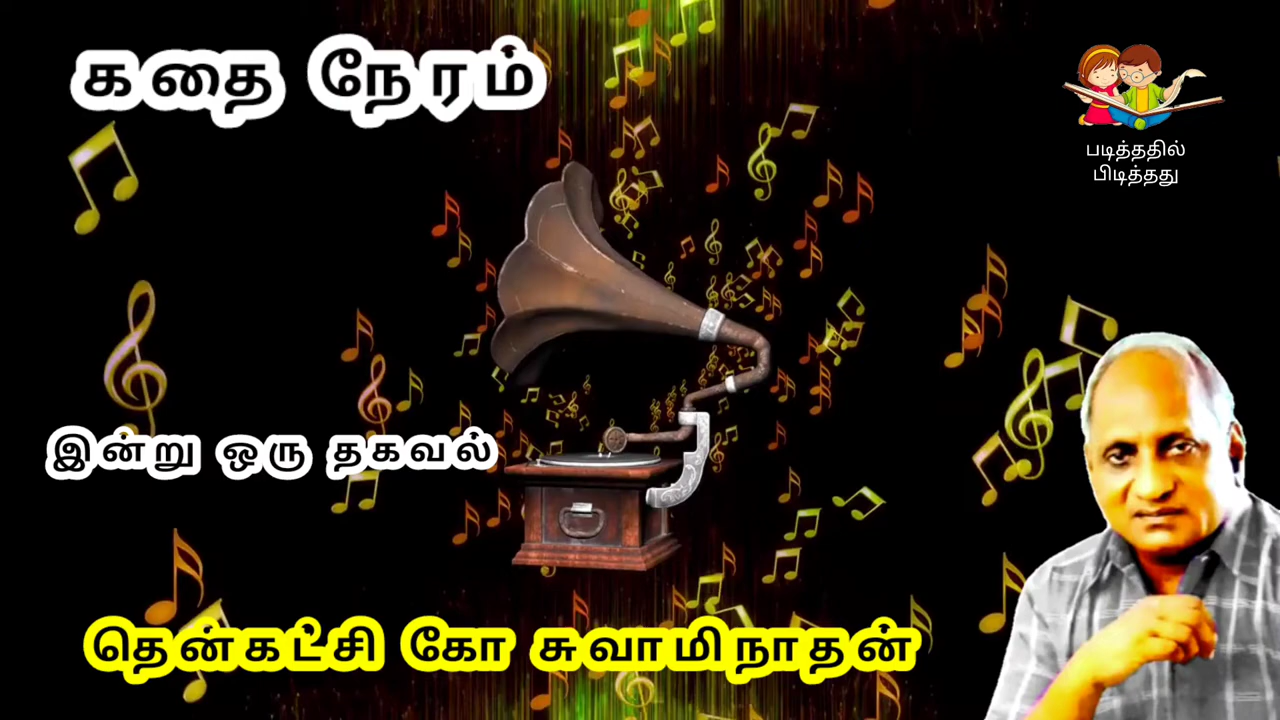 கதை நேரம்
படித்ததில்
பிடித்தது
இன்று ஒரு தகவல்
தென்கட்சி கோ சுவாமிநாதன்